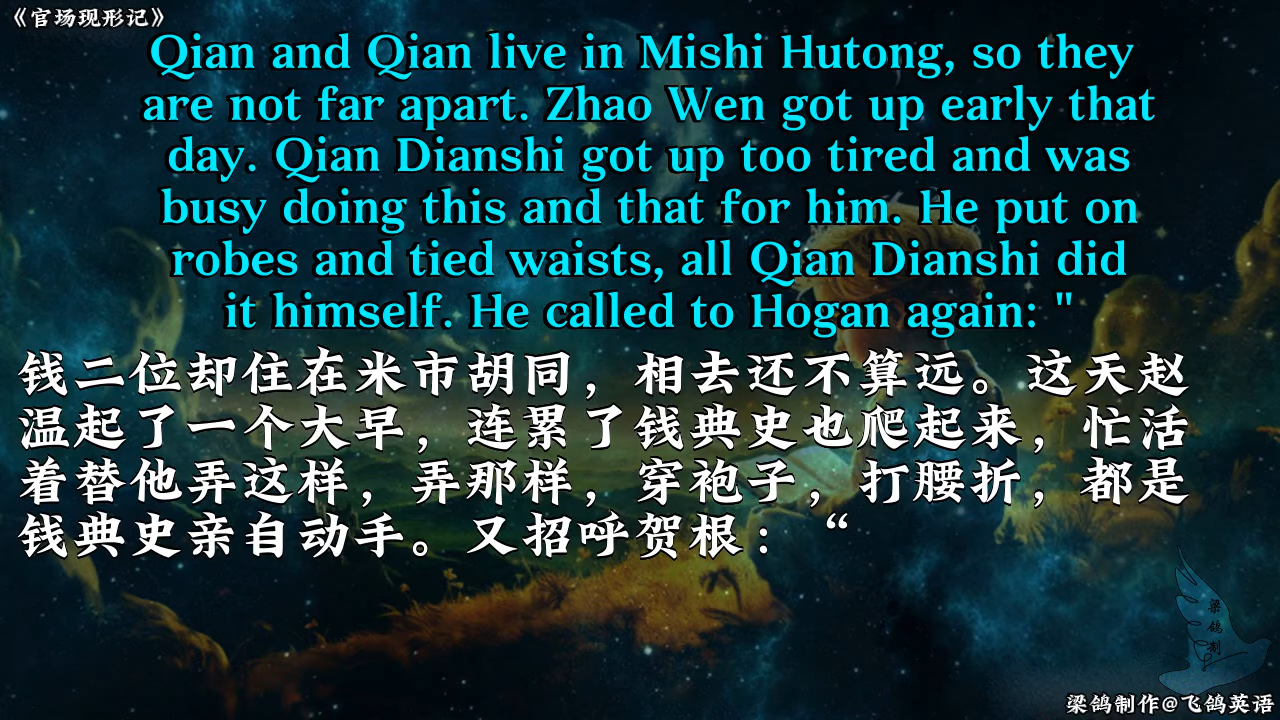 《官场现形记》
Qian and Qian live in Mishi Hutong, so they
are not far apart. Zhao Wen got up early that
day. Qian Dianshi got up too tired and was
busy doing this and that for him. He put on
robes and tied waists, all Qian Dianshi did
it himself. He called to Hogan again: "
钱二位却住在米市胡同，相去还不算远。这天赵
温起了一个大早，连累了钱典史也爬起来，忙活
着替他弄这样，弄那样，穿袍子，打腰折，都是
钱典史亲自动手。又招呼贺根：“
梁
鸽
制
梁鸽制作@飞鸽英语